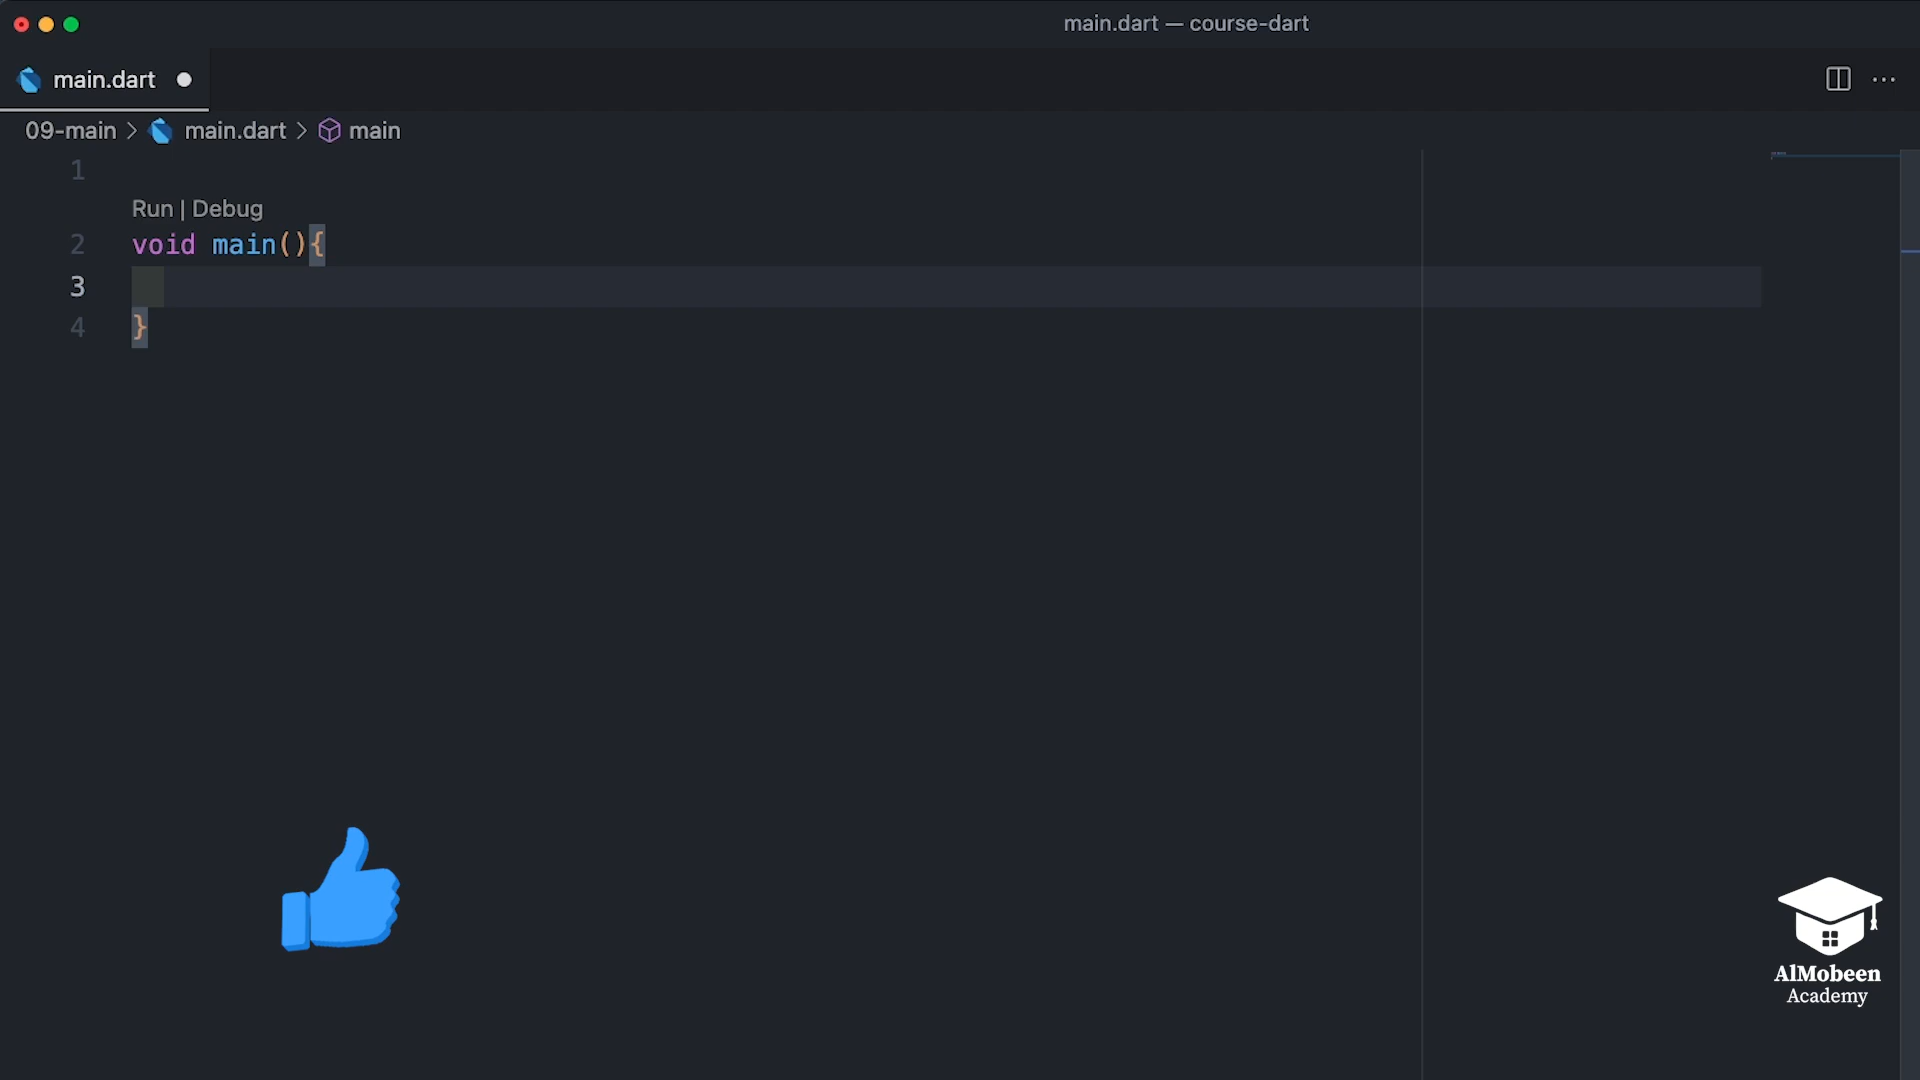 main.dart — course-dart
main.dart
09-main > main.dart > main
1
Run | Debug
2 void main(){
3
4 }
AlMobeen
Academy